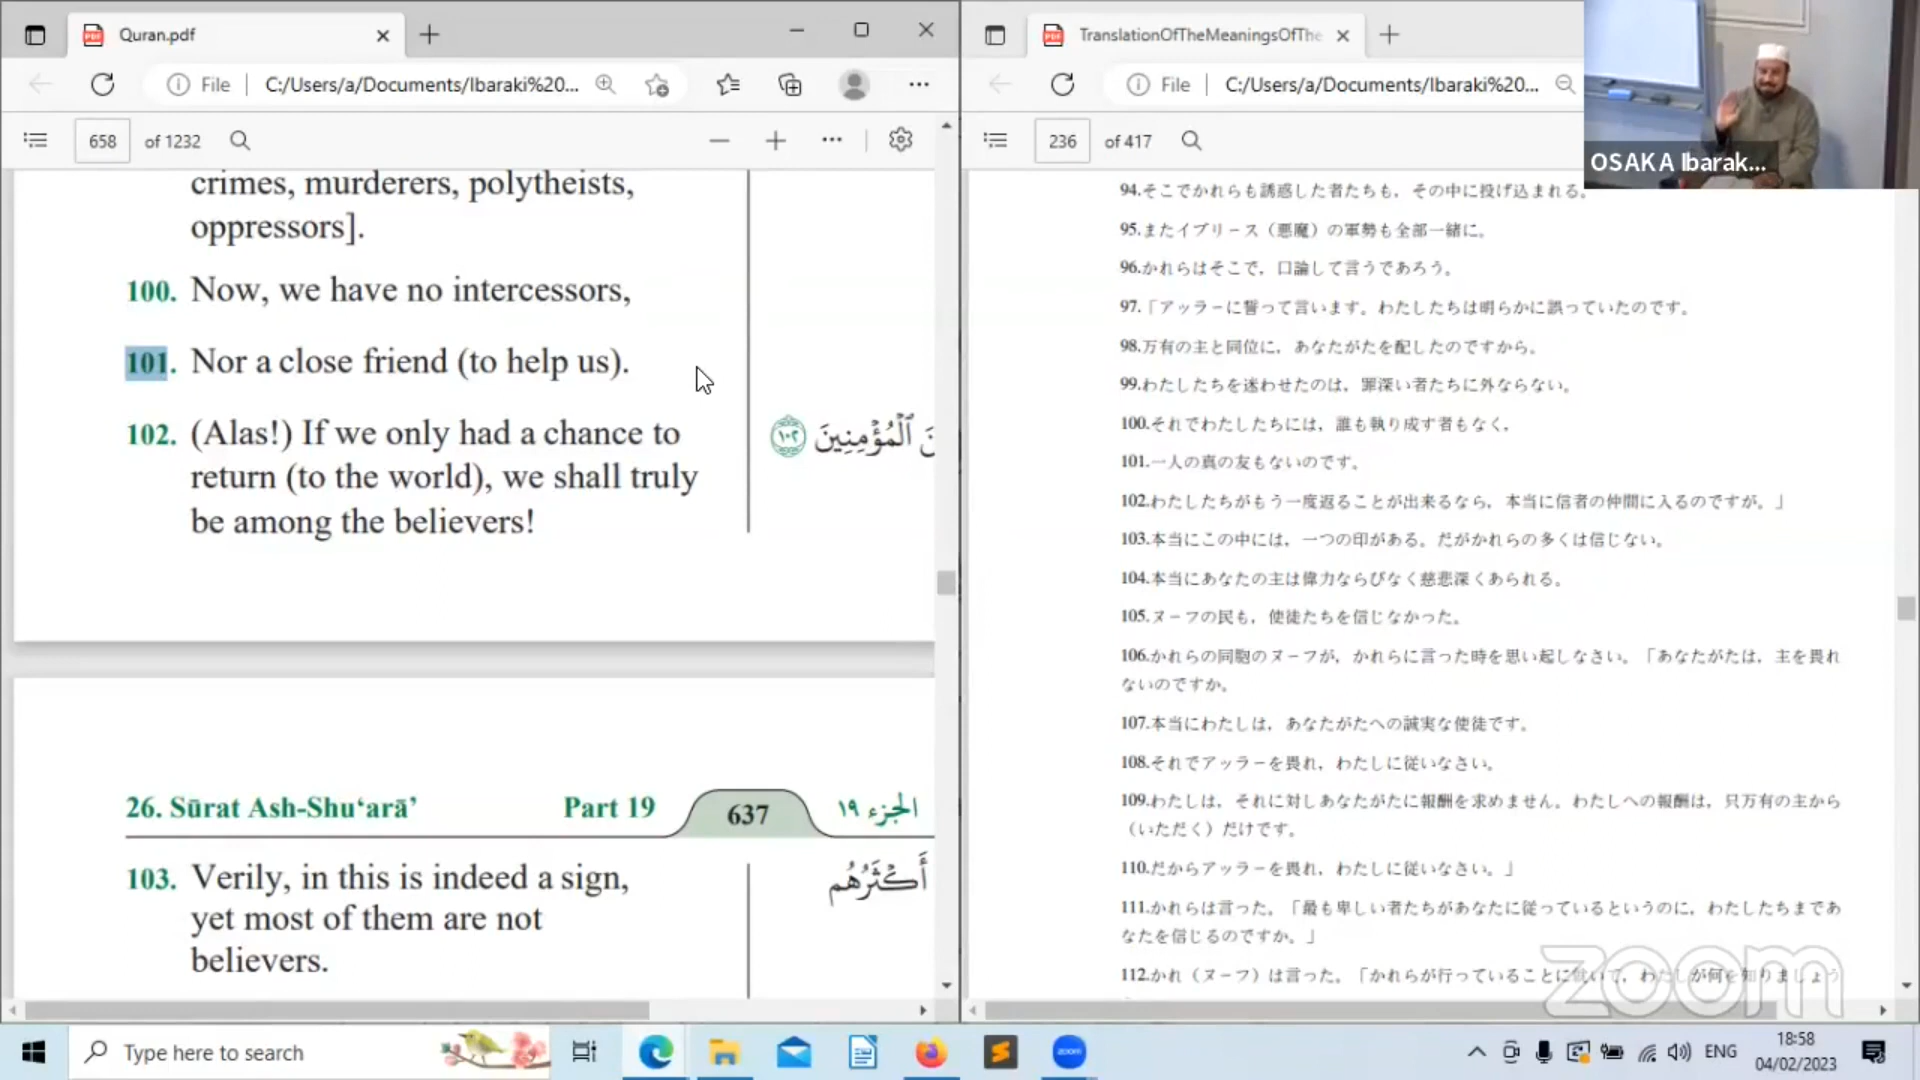 Quran.pdf
File
C:/Users/a/Documents/Ibaraki%20...
658
of 1232
crimes, murderers, polytheists,
oppressors].
100. Now, we have no intercessors,
101. Nor a close friend (to help us).
102. (Alas!) If we only had a chance to
return (to the world), we shall truly
be among the believers!
نَ ٱلْمُؤْمِنِينَ ١٠٢
26. Sūrat Ash-Shu‘arā’ Part 19 637 الجزء ١٩
103. Verily, in this is indeed a sign,
yet most of them are not
believers.
أَكْثَرُهُم
TranslationOfTheMeaningsOfThe
File
C:/Users/a/Documents/Ibaraki%20...
236
of 417
OSAKA Ibarak...
94.そこでかれらも誘惑した者たちも，その中に投げ込まれる。
95.またイブリース（悪魔）の軍勢も全部一緒に。
96.かれらはそこで，口論して言うであろう。
97.「アッラーに誓って言います。わたしたちは明らかに誤っていたのです。
98.万有の主と同位に，あなたがたを配したのですから。
99.わたしたちを迷わせたのは，罪深い者たちに外ならない。
100.それでわたしたちには，誰も執り成す者もなく，
101.一人の真の友もないのです。
102.わたしたちがもう一度返ることが出来るなら，本当に信者の仲間に入るのですが。」
103.本当にこの中には，一つの印がある。だがかれらの多くは信じない。
104.本当にあなたの主は偉力ならびなく慈悲深くあられる。
105.ヌーフの民も，使徒たちを信じなかった。
106.かれらの同胞のヌーフが，かれらに言った時を思い起しなさい。「あなたがたは，主を畏れ
ないのですか。
107.本当にわたしは，あなたがたへの誠実な使徒です。
108.それでアッラーを畏れ，わたしに従いなさい。
109.わたしは，それに対しあなたがたに報酬を求めません。わたしへの報酬は，只万有の主から
（いただく）だけです。
110.だからアッラーを畏れ，わたしに従いなさい。」
111.かれらは言った。「最も卑しい者たちがあなたに従っているというのに，わたしたちまであ
なたを信じるのですか。」
112.かれ（ヌーフ）は言った。「かれらが行っていることに就いて，わたしが何を知りましょう
zoom
Type here to search
zoom
ENG
18:58
04/02/2023